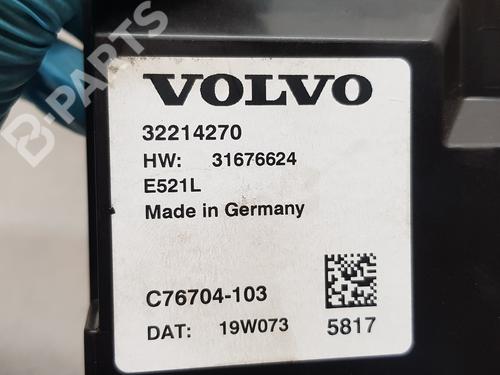 B-PARTS
VOLVO
32214270
HW: 31676624
E521L
Made in Germany
C76704-103
DAT: 19W073 5817